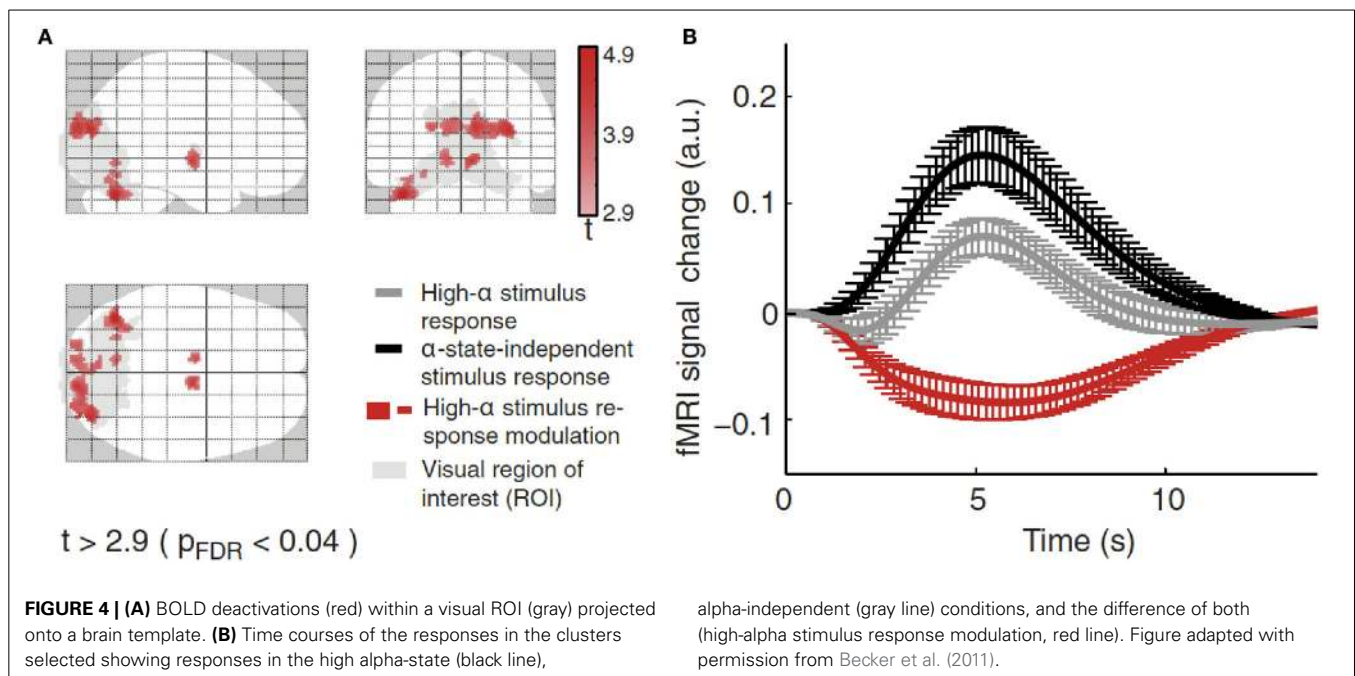 A
4.9
3.9
2.9
t
High-α stimulus
response
α-state-independent
stimulus response
High-α stimulus re-
sponse modulation
Visual region of
interest (ROI)
t > 2.9 ( pFDR < 0.04 )
B
fMRI signal change (a.u.)
0.2
0.1
0
−0.1
0
5
10
Time (s)
FIGURE 4 | (A) BOLD deactivations (red) within a visual ROI (gray) projected
onto a brain template. (B) Time courses of the responses in the clusters
selected showing responses in the high alpha-state (black line),
alpha-independent (gray line) conditions, and the difference of both
(high-alpha stimulus response modulation, red line). Figure adapted with
permission from Becker et al. (2011).